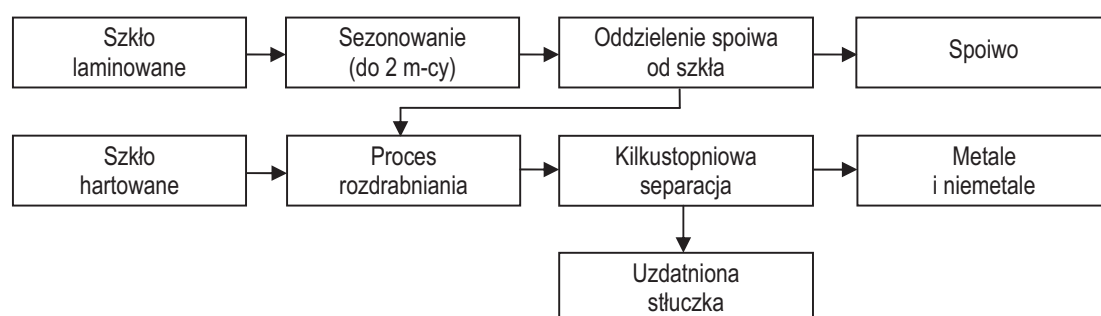 Szkło
laminowane
Sezonowanie
(do 2 m-cy)
Oddzielenie spoiwa
od szkła
Spoiwo
Szkło
hartowane
Proces
rozdrabniania
Kilkustopniowa
separacja
Metale
i niemetale
Uzdatniona
stłuczka